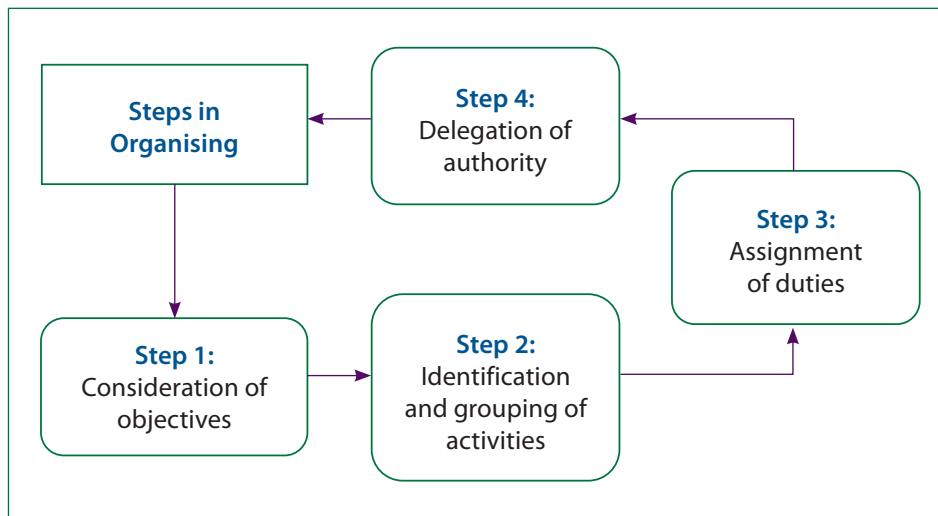 Steps in
Organising
Step 1:
Consideration of
objectives
Step 2:
Identification
and grouping of
activities
Step 3:
Assignment
of duties
Step 4:
Delegation of
authority